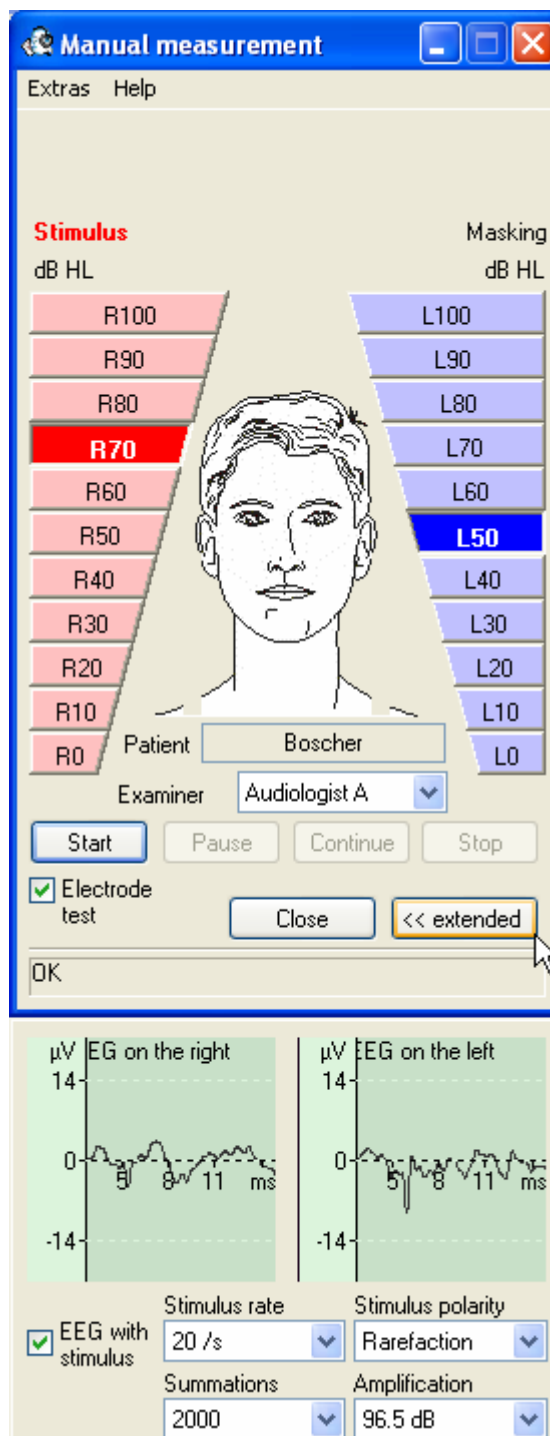 Manual measurement
Extras Help
Stimulus Masking
dB HL dB HL
R100 L100
R90 L90
R80 L80
R70 L70
R60 L60
R50 L50
R40 L40
R30 L30
R20 L20
R10 L10
R0 L0
Patient Boscher
Examiner Audiologist A
Start Pause Continue Stop
Electrode
test
Close << extended
OK
µV EG on the right µV EEG on the left
14 14
0 0
5 8 11 ms 5 8 11 ms
-14 -14
Stimulus rate Stimulus polarity
EEG with
stimulus
20 /s Rarefaction
Summations Amplification
2000 96.5 dB